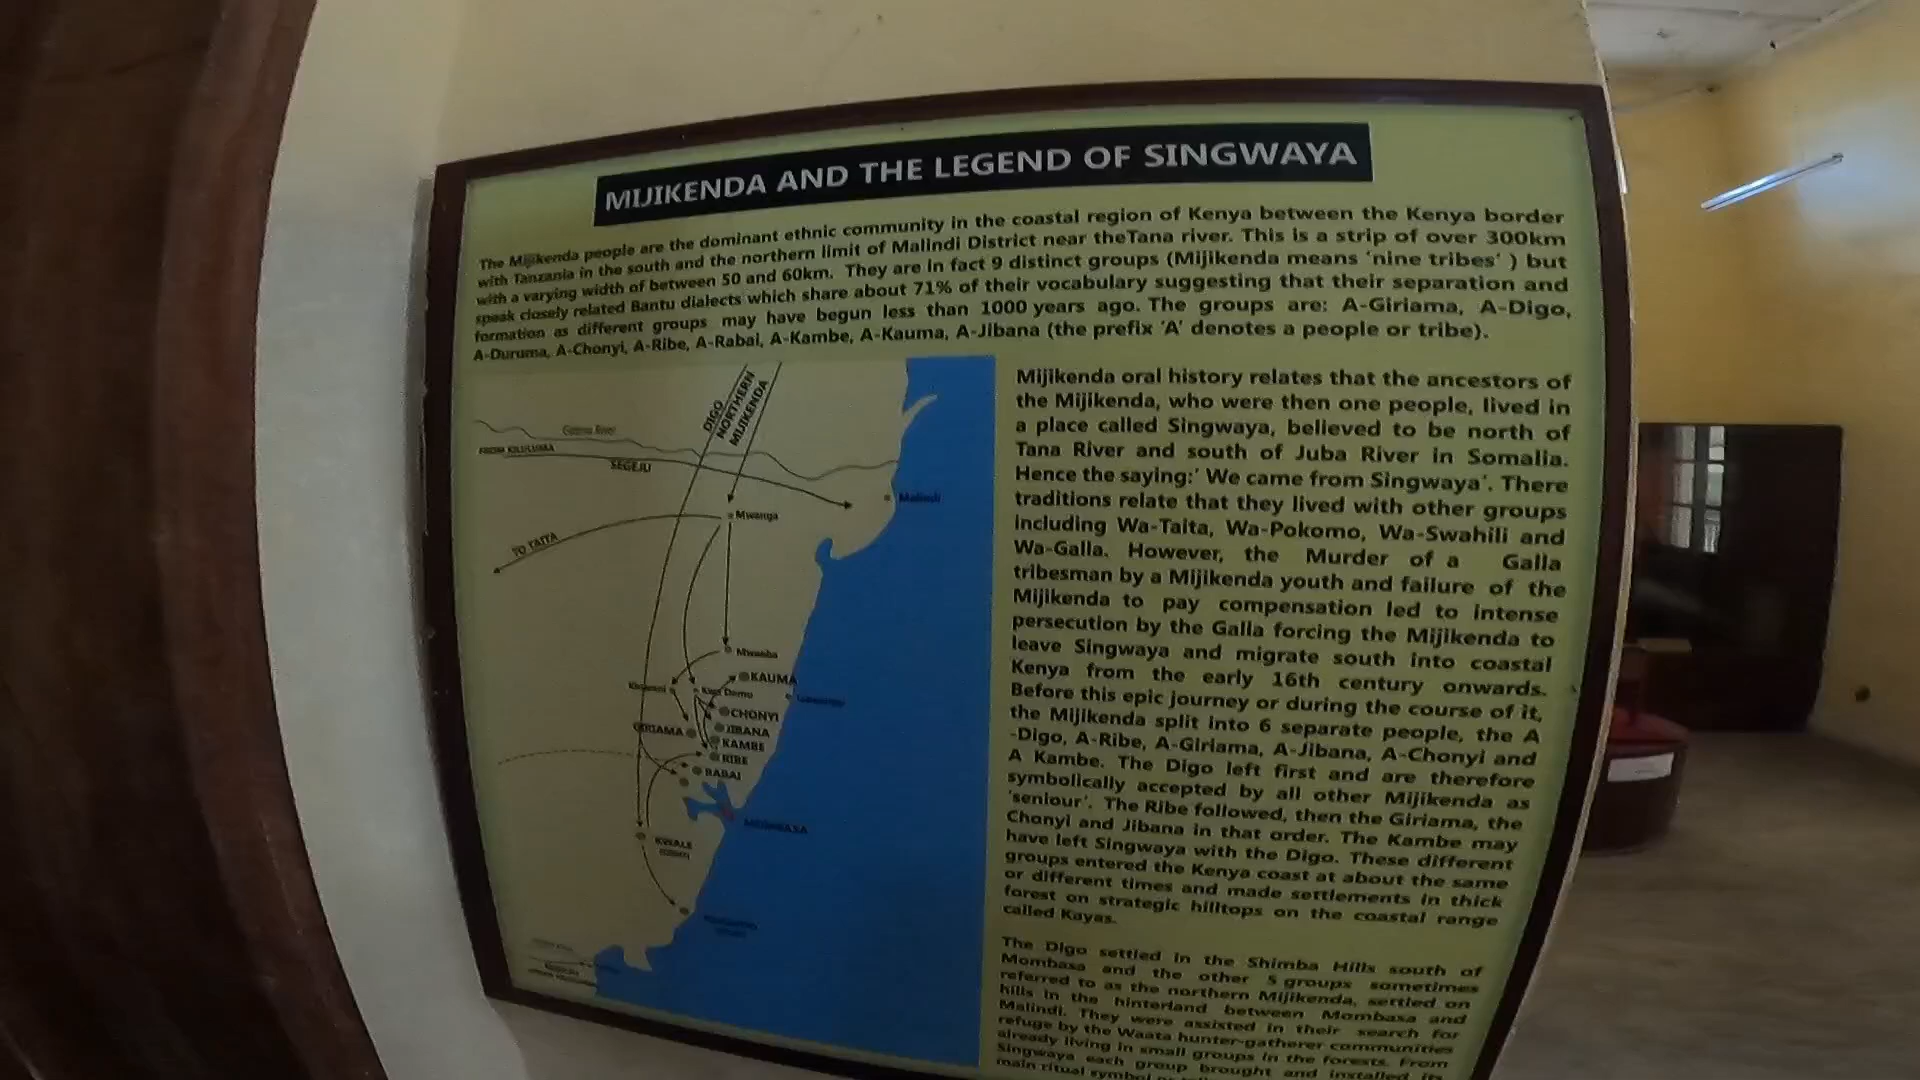 MIJIKENDA AND THE LEGEND OF SINGWAYA
The Mijikenda people are the dominant ethnic community in the coastal region of Kenya between the Kenya border
with Tanzania in the south and the northern limit of Malindi District near theTana river. This is a strip of over 300km
with a varying width of between 50 and 60km. They are in fact 9 distinct groups (Mijikenda means 'nine tribes' ) but
speak closely related Bantu dialects which share about 71% of their vocabulary suggesting that their separation and
formation as different groups may have begun less than 1000 years ago. The groups are: A-Giriama, A-Digo,
A-Duruma, A-Chonyi, A-Ribe, A-Rabai, A-Kambe, A-Kauma, A-Jibana (the prefix 'A' denotes a people or tribe).
DIGO
NORTHERN
MIJIKENDA
River
FROM
SEGEJU
Malindi
Mwanga
TO TAITA
KAUMA
Kwa Demu
CHONYI
GIRIAMA
JIBANA
KAMBE
RIBE
RABAI
MOMBASA
KWALE
Mijikenda oral history relates that the ancestors of
the Mijikenda, who were then one people, lived in
a place called Singwaya, believed to be north of
Tana River and south of Juba River in Somalia.
Hence the saying:' We came from Singwaya'. There
traditions relate that they lived with other groups
including Wa-Taita, Wa-Pokomo, Wa-Swahili and
Wa-Galla. However, the Murder of a Galla
tribesman by a Mijikenda youth and failure of the
Mijikenda to pay compensation led to intense
persecution by the Galla forcing the Mijikenda to
leave Singwaya and migrate south into coastal
Kenya from the early 16th century onwards.
Before this epic journey or during the course of it,
the Mijikenda split into 6 separate people, the A
-Digo, A-Ribe, A-Giriama, A-Jibana, A-Chonyi and
A Kambe. The Digo left first and are therefore
symbolically accepted by all other Mijikenda as
'seniour'. The Ribe followed, then the Giriama, the
Chonyi and Jibana in that order. The Kambe may
have left Singwaya with the Digo. These different
groups entered the Kenya coast at about the same
or different times and made settlements in thick
forest on strategic hilltops on the coastal range
called Kayas.
The Digo settled in the Shimba Hills south of
Mombasa and the other 5 groups sometimes
referred to as the northern Mijikenda, settled on
hills in the hinterland between Mombasa and
Malindi. They were assisted in their search for
refuge by the Waata hunter-gatherer communities
already living in small groups in the forests. From
Singwaya each group brought and installed its
main ritual symbol